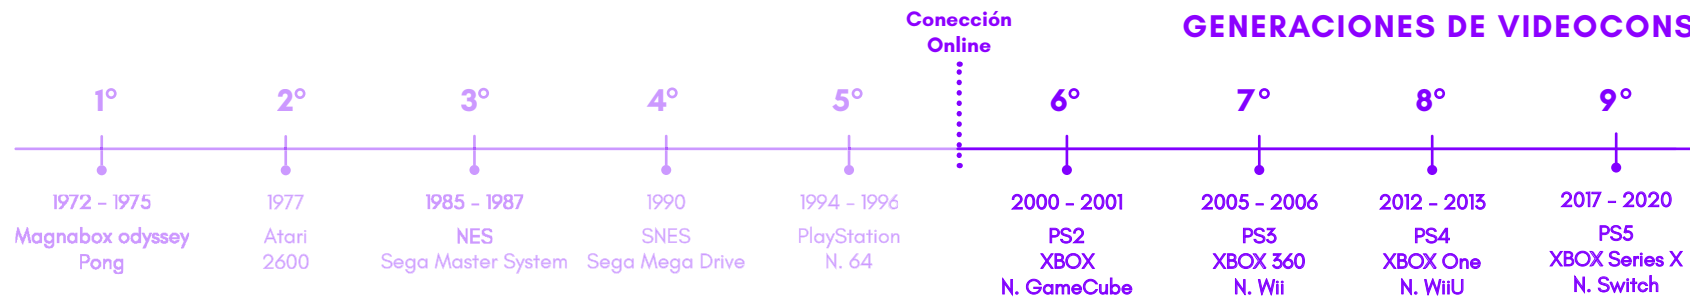 Conección
Online
GENERACIONES DE VIDEOCONS
1° 2° 3° 4° 5° 6° 7° 8° 9°
1972 - 1975
Magnabox odyssey
Pong
1977
Atari
2600
1985 - 1987
NES
Sega Master System
1990
SNES
Sega Mega Drive
1994 - 1996
PlayStation
N. 64
2000 - 2001
PS2
XBOX
N. GameCube
2005 - 2006
PS3
XBOX 360
N. Wii
2012 - 2013
PS4
XBOX One
N. WiiU
2017 - 2020
PS5
XBOX Series X
N. Switch